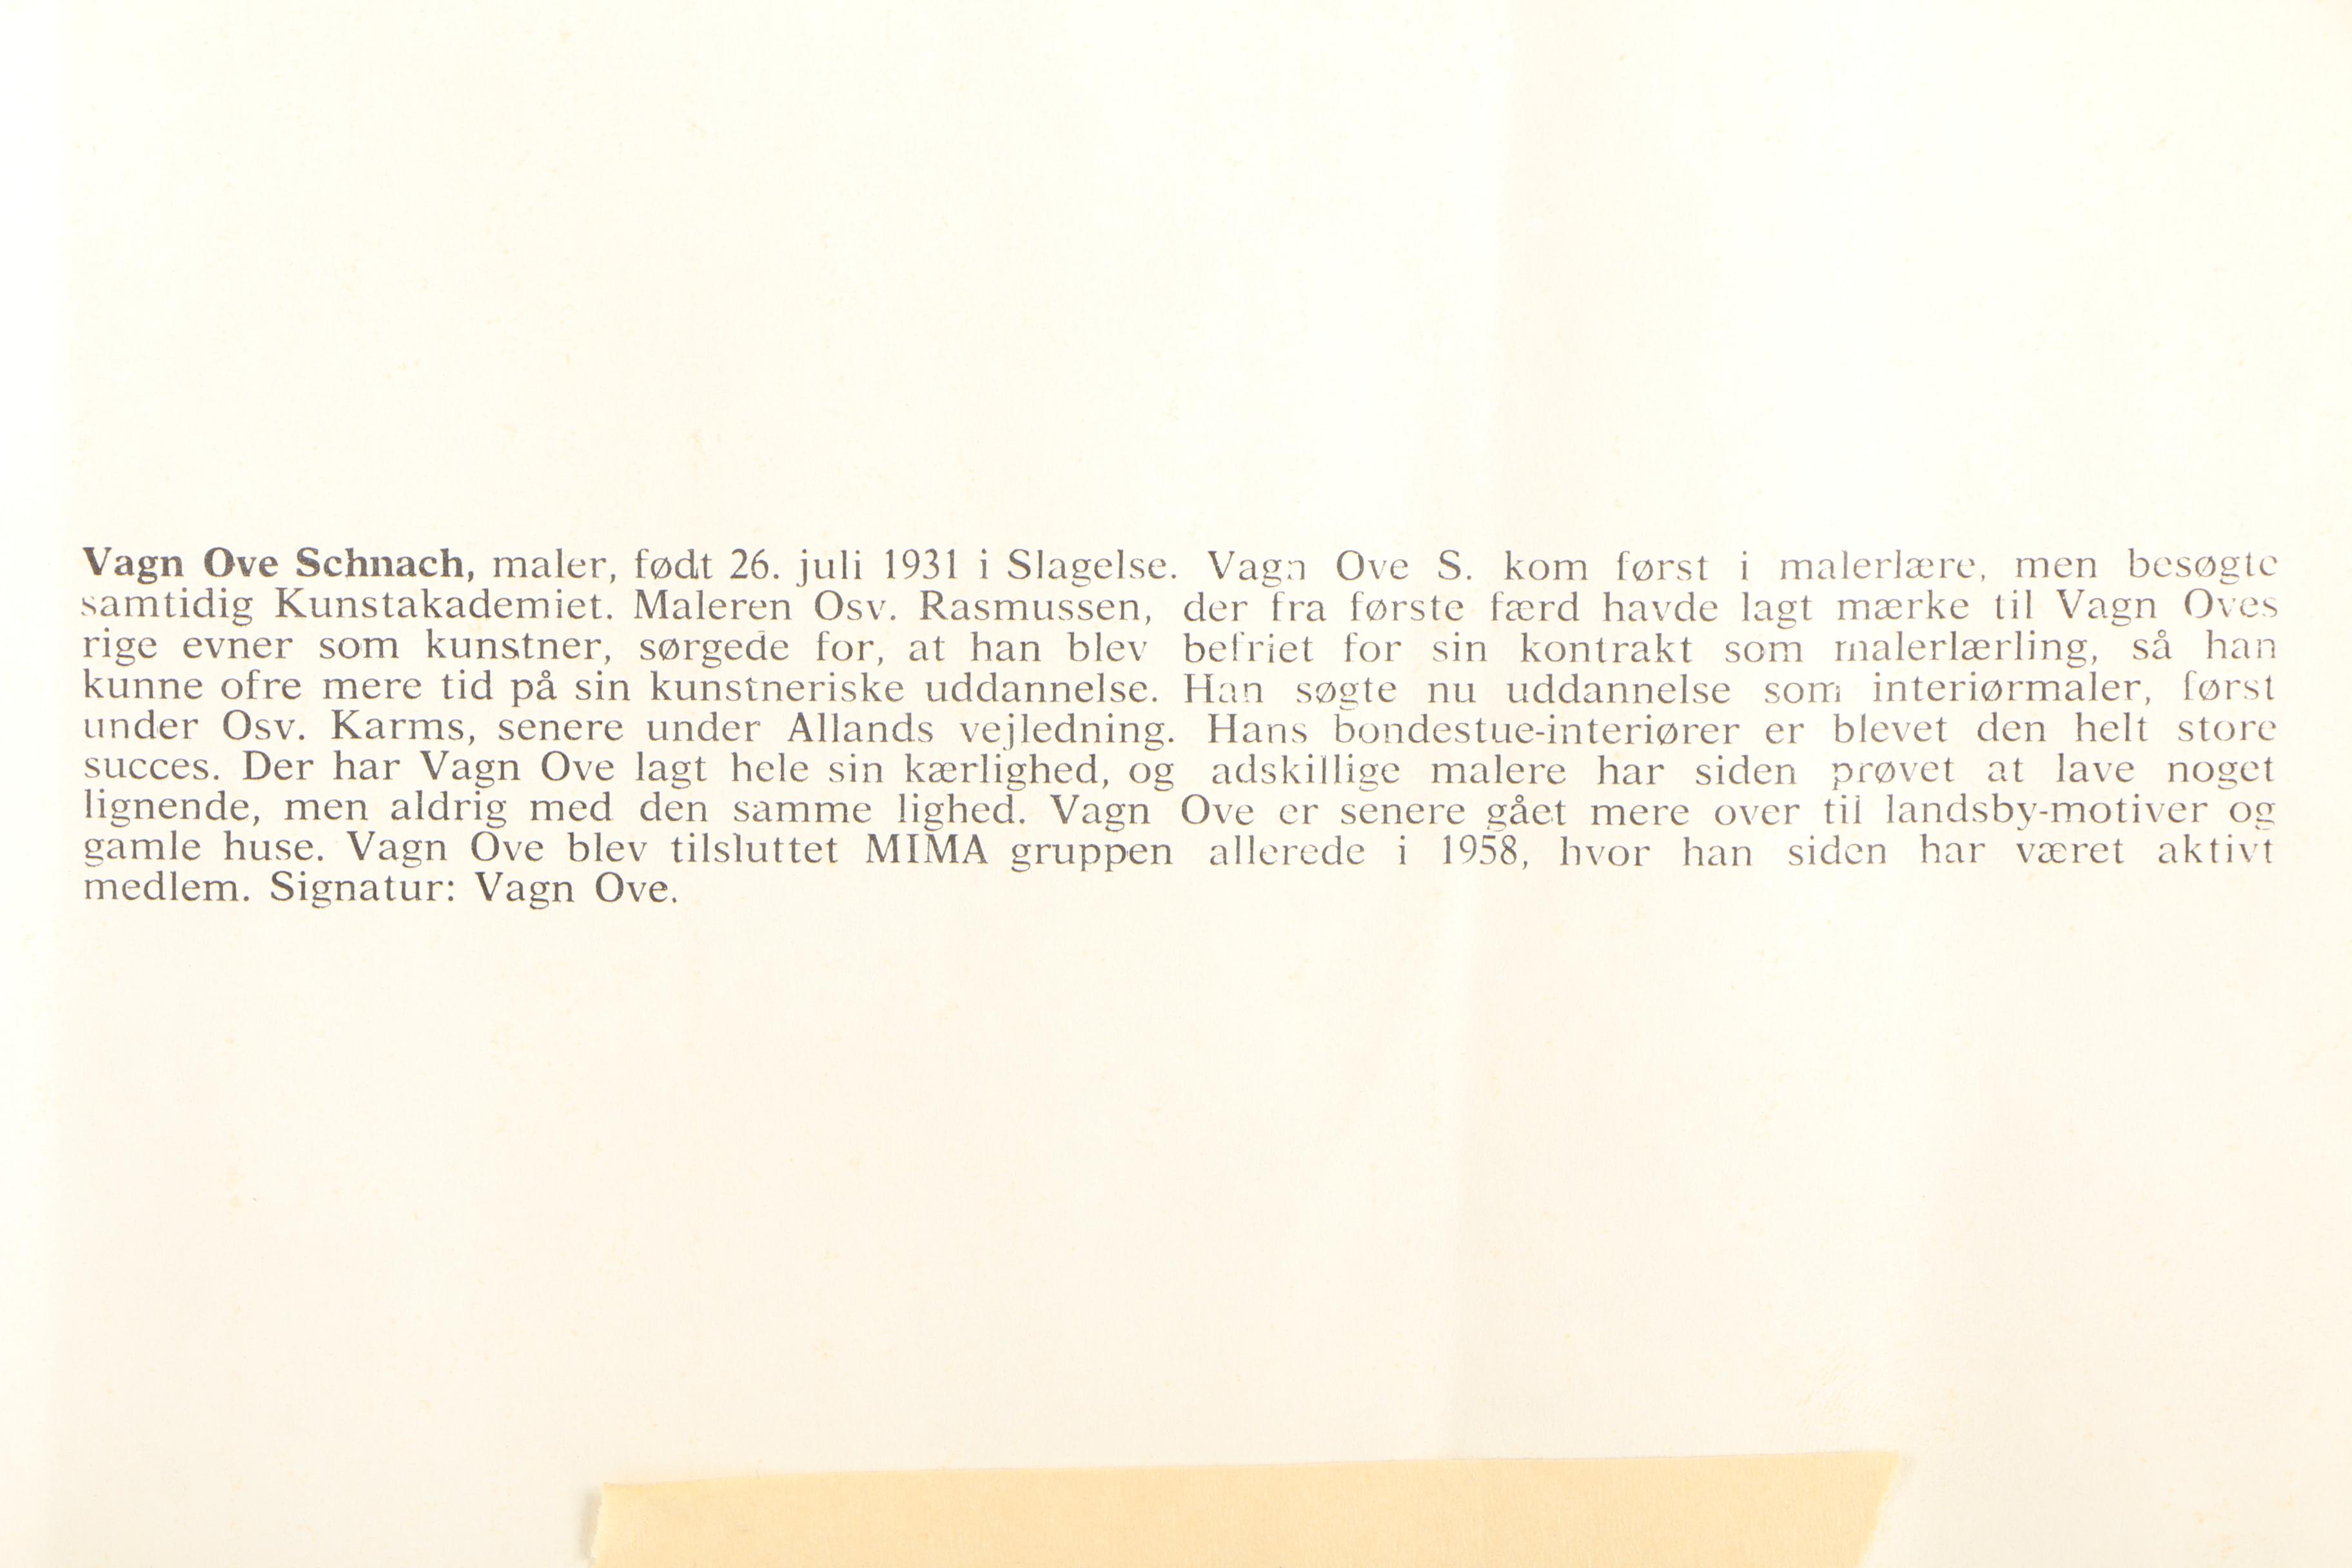 Vagn Ove Schnach, maler, født 26. juli 1931 i Slagelse. Vagn Ove S. kom først i malerlære, men besøgte
samtidig Kunstakademiet. Maleren Osv. Rasmussen, der fra første færd havde lagt mærke til Vagn Oves
rige evner som kunstner, sørgede for, at han blev befriet for sin kontrakt som malerlærling, så han
kunne ofre mere tid på sin kunstneriske uddannelse. Han søgte nu uddannelse som interiørmaler, først
under Osv. Karms, senere under Allands vejledning. Hans bondestue-interiører er blevet den helt store
succes. Der har Vagn Ove lagt hele sin kærlighed, og adskillige malere har siden prøvet at lave noget
lignende, men aldrig med den samme lighed. Vagn Ove er senere gået mere over til landsby-motiver og
gamle huse. Vagn Ove blev tilsluttet MIMA gruppen allerede i 1958, hvor han siden har været aktivt
medlem. Signatur: Vagn Ove.